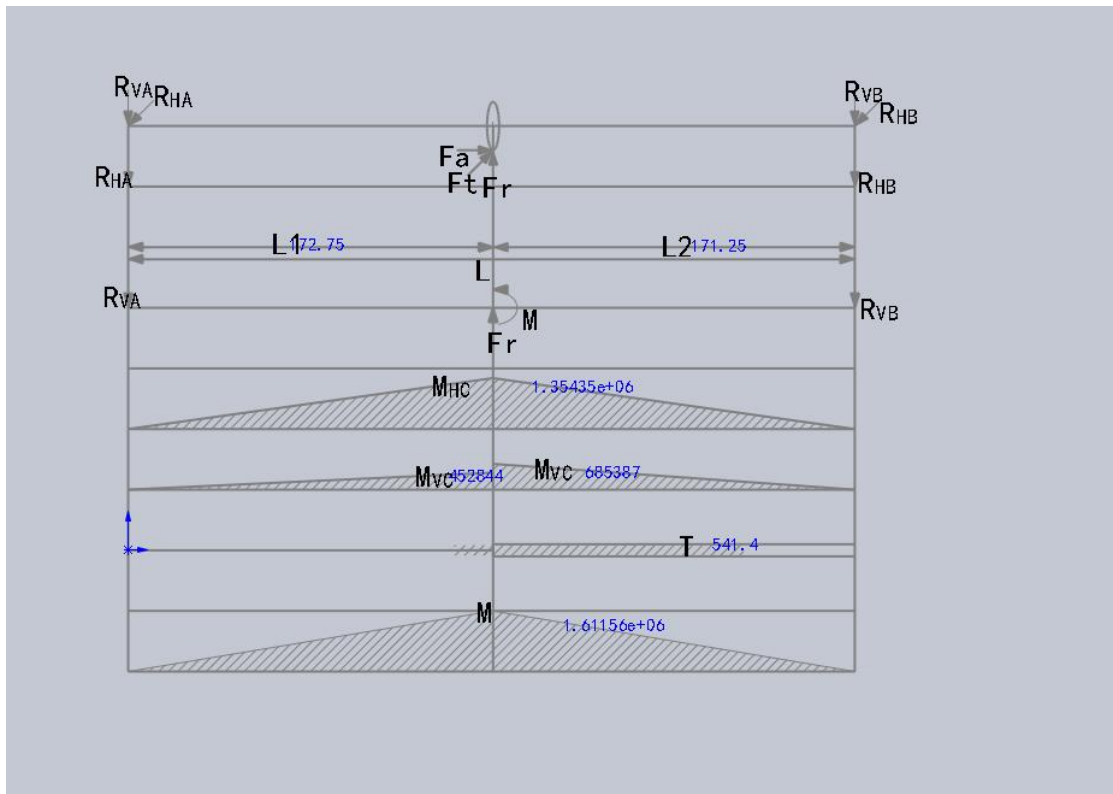 RVA RHA RVB RHB
Fa
Ft Fr
RHA RHB
L1 172.75 L2 171.25
L
RVA RVB
M
Fr
MHC 1.35435e+06
MVC 452844 MVC 685387
T 541.4
M 1.61156e+06